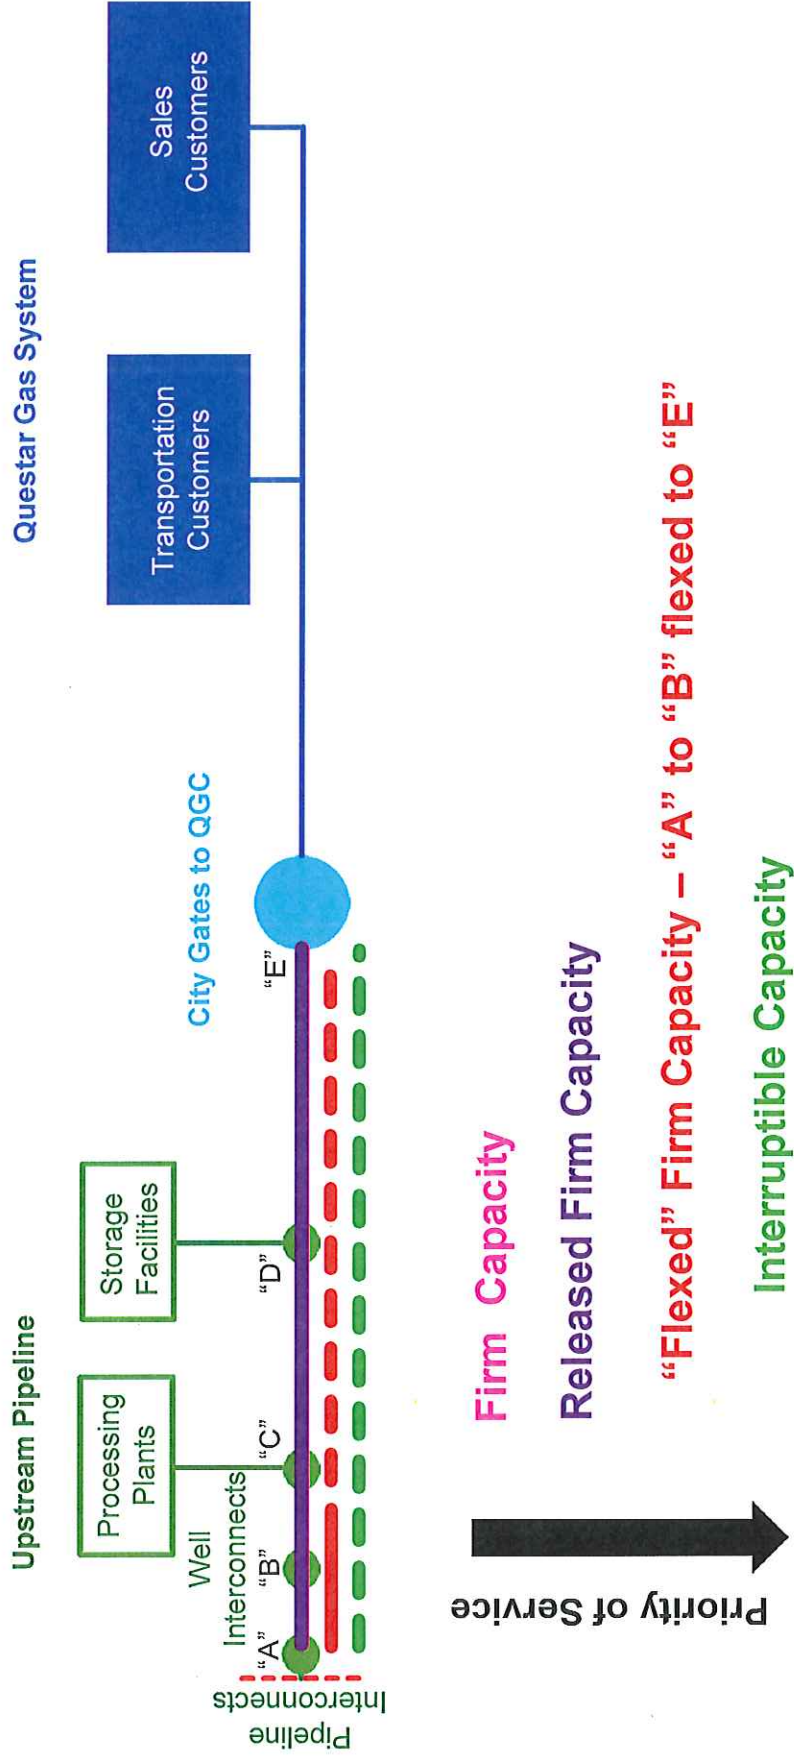 Upstream Pipeline
Questar Gas System
Processing
Plants
Storage
Facilities
City Gates to QGC
Transportation
Customers
Sales
Customers
Well
Interconnects
Pipeline
Interconnects
“A”
“B”
“C”
“D”
“E”
Priority of Service
Firm Capacity
Released Firm Capacity
“Flexed” Firm Capacity – “A” to “B” flexed to “E”
Interruptible Capacity